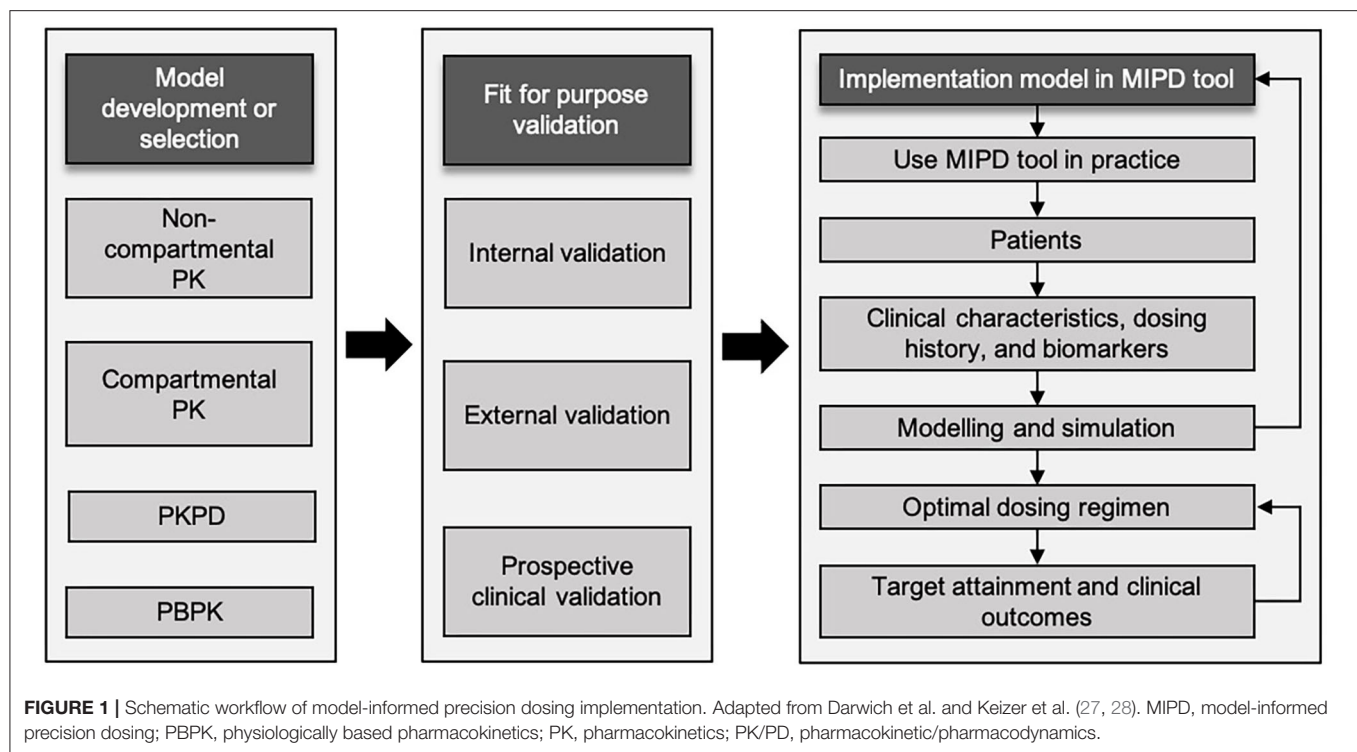 Model
development or
selection
Non-
compartmental
PK
Compartmental
PK
PKPD
PBPK
Fit for purpose
validation
Internal validation
External validation
Prospective
clinical validation
Implementation model in MIPD tool
Use MIPD tool in practice
Patients
Clinical characteristics, dosing
history, and biomarkers
Modelling and simulation
Optimal dosing regimen
Target attainment and clinical
outcomes
FIGURE 1 | Schematic workflow of model-informed precision dosing implementation. Adapted from Darwich et al. and Keizer et al. (27, 28). MIPD, model-informed
precision dosing; PBPK, physiologically based pharmacokinetics; PK, pharmacokinetics; PK/PD, pharmacokinetic/pharmacodynamics.